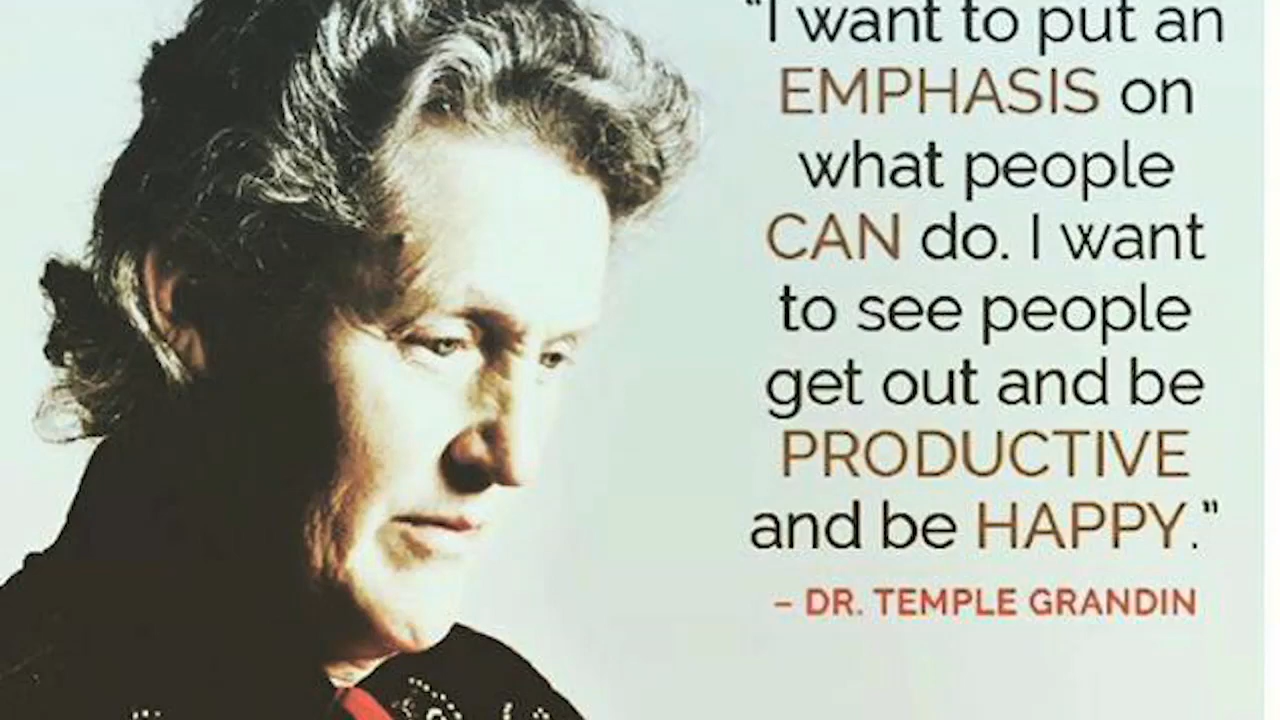 “I want to put an
EMPHASIS on
what people
CAN do. I want
to see people
get out and be
PRODUCTIVE
and be HAPPY.”
– DR. TEMPLE GRANDIN